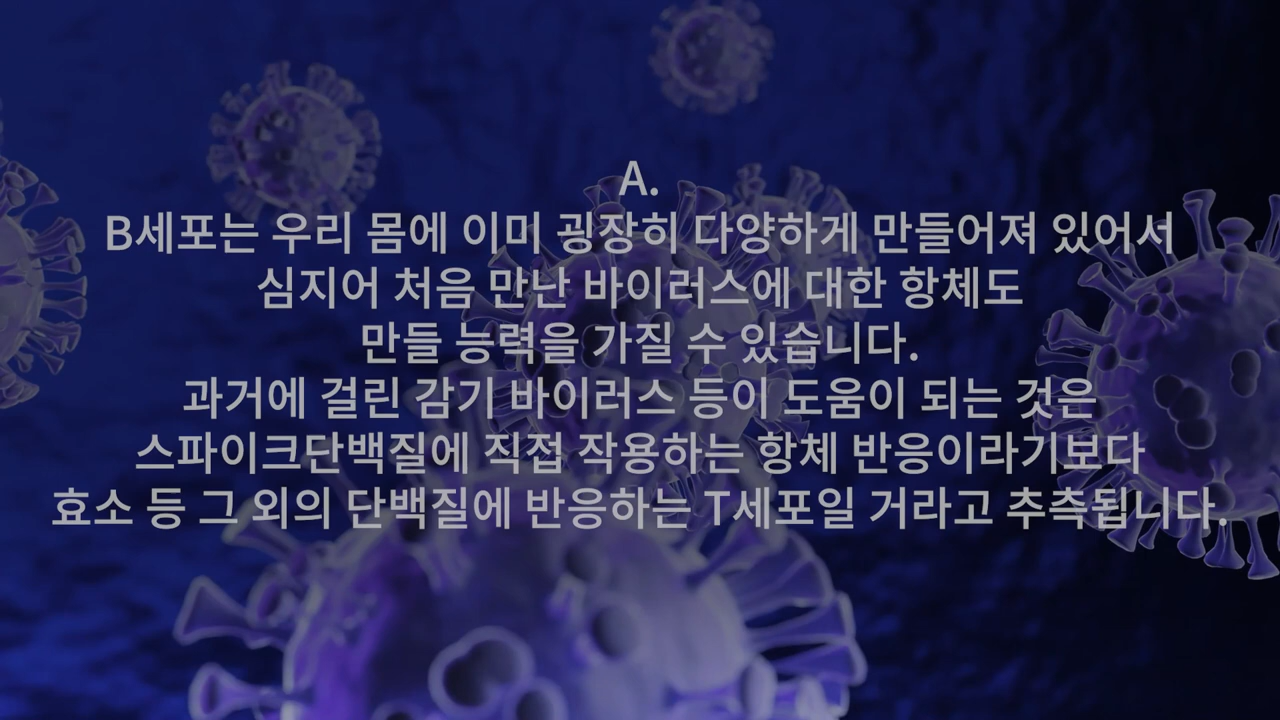 A.
B세포는 우리 몸에 이미 굉장히 다양하게 만들어져 있어서
심지어 처음 만난 바이러스에 대한 항체도
만들 능력을 가질 수 있습니다.
과거에 걸린 감기 바이러스 등이 도움이 되는 것은
스파이크단백질에 직접 작용하는 항체 반응이라기보다
효소 등 그 외의 단백질에 반응하는 T세포일 거라고 추측됩니다.